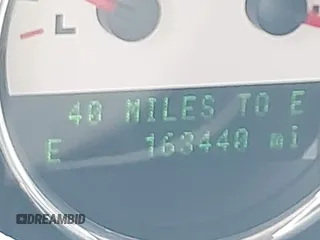 L
40 MILES TO E
E 163440 mi
DREAMBID